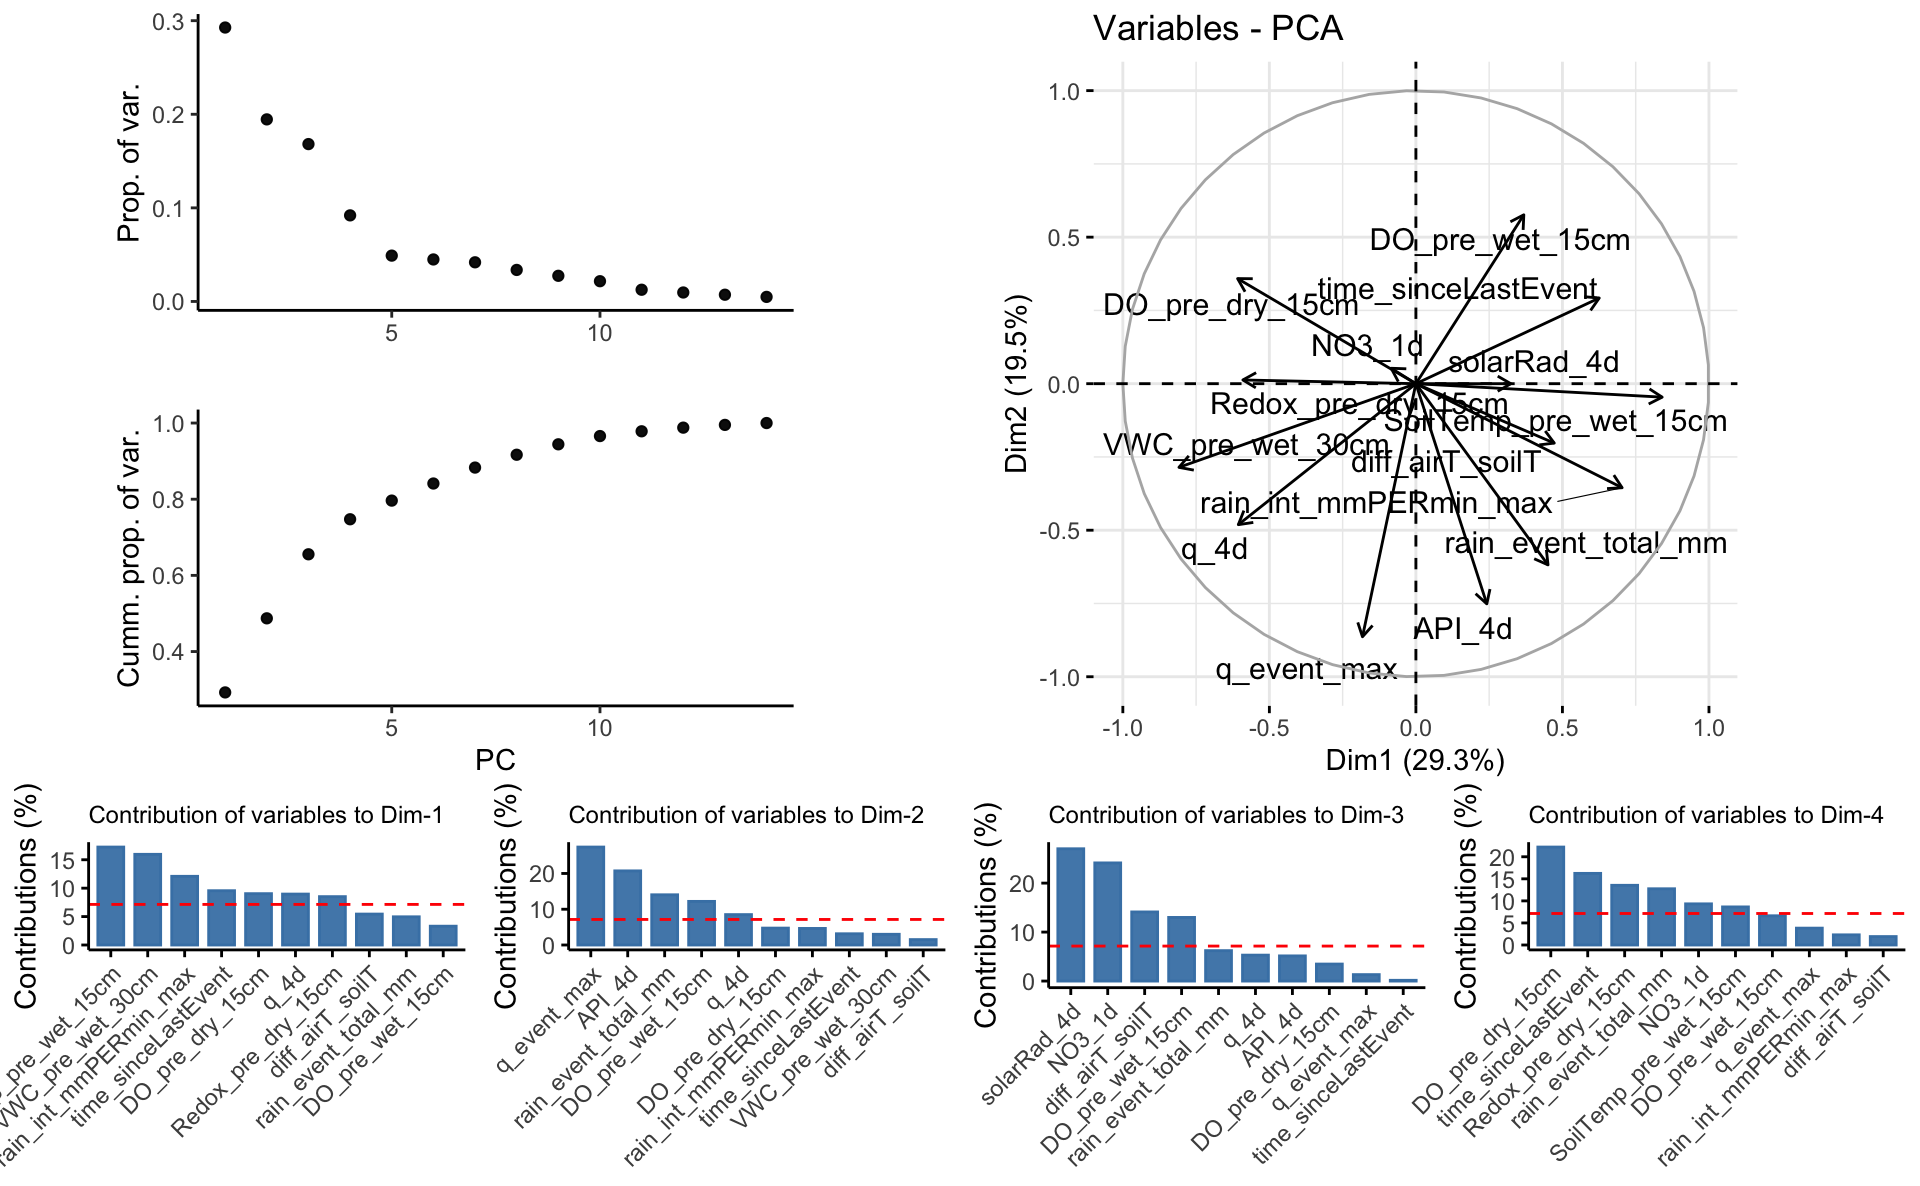 Prop. of var.
0.3
0.2
0.1
0.0
5
10
Cumm. prop. of var.
1.0
0.8
0.6
0.4
5
10
PC
Variables - PCA
Dim2 (19.5%)
1.0
0.5
0.0
-0.5
-1.0
DO_pre_wet_15cm
time_sinceLastEvent
DO_pre_dry_15cm
NO3_1d
solarRad_4d
Redox_pre_dry_15cm
SoilTemp_pre_wet_15cm
VWC_pre_wet_30cm
diff_airT_soilT
rain_int_mmPERmin_max
rain_event_total_mm
q_4d
API_4d
q_event_max
-1.0
-0.5
0.0
0.5
1.0
Dim1 (29.3%)
Contribution of variables to Dim-1
Contributions (%)
15
10
5
0
p_pre_wet_15cm
VWC_pre_wet_30cm
rain_int_mmPERmin_max
time_sinceLastEvent
DO_pre_dry_15cm
q_4d
Redox_pre_dry_15cm
diff_airT_soilT
rain_event_total_mm
DO_pre_wet_15cm
Contribution of variables to Dim-2
Contributions (%)
20
10
0
q_event_max
API_4d
rain_event_total_mm
DO_pre_wet_15cm
q_4d
DO_pre_dry_15cm
rain_int_mmPERmin_max
time_sinceLastEvent
VWC_pre_wet_30cm
diff_airT_soilT
Contribution of variables to Dim-3
Contributions (%)
20
10
0
solarRad_4d
NO3_1d
diff_airT_soilT
DO_pre_wet_15cm
rain_event_total_mm
q_4d
API_4d
DO_pre_dry_15cm
q_event_max
time_sinceLastEvent
Contribution of variables to Dim-4
Contributions (%)
20
15
10
5
0
DO_pre_dry_15cm
time_sinceLastEvent
Redox_pre_dry_15cm
rain_event_total_mm
NO3_1d
SoilTemp_pre_wet_15cm
DO_pre_wet_15cm
q_event_max
rain_int_mmPERmin_max
diff_airT_soilT